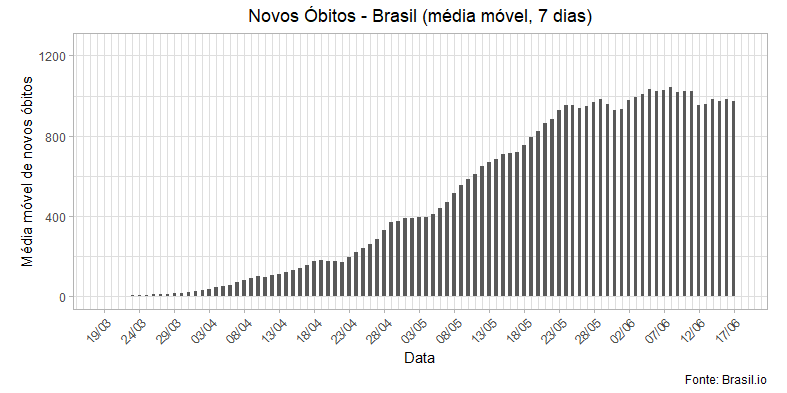 Novos Óbitos - Brasil (média móvel, 7 dias)
Média móvel de novos óbitos
1200
800
400
0
19/03 24/03 29/03 03/04 08/04 13/04 18/04 23/04 28/04 03/05 08/05 13/05 18/05 23/05 28/05 02/06 07/06 12/06 17/06
Data
Fonte: Brasil.io